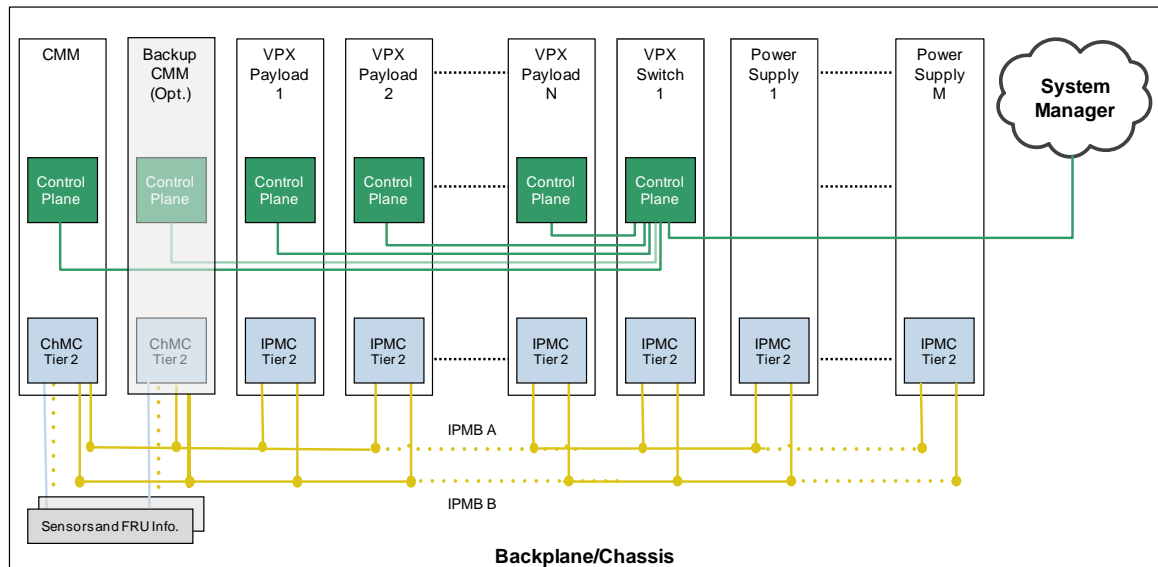 CMM
Backup
CMM
(Opt.)
VPX
Payload
1
VPX
Payload
2
VPX
Payload
N
VPX
Switch
1
Power
Supply
1
Power
Supply
M
System
Manager
Control
Plane
Control
Plane
Control
Plane
Control
Plane
Control
Plane
Control
Plane
ChMC
Tier 2
ChMC
Tier 2
IPMC
Tier 2
IPMC
Tier 2
IPMC
Tier 2
IPMC
Tier 2
IPMC
Tier 2
IPMC
Tier 2
IPMB A
IPMB B
Sensors and FRU Info.
Backplane/Chassis